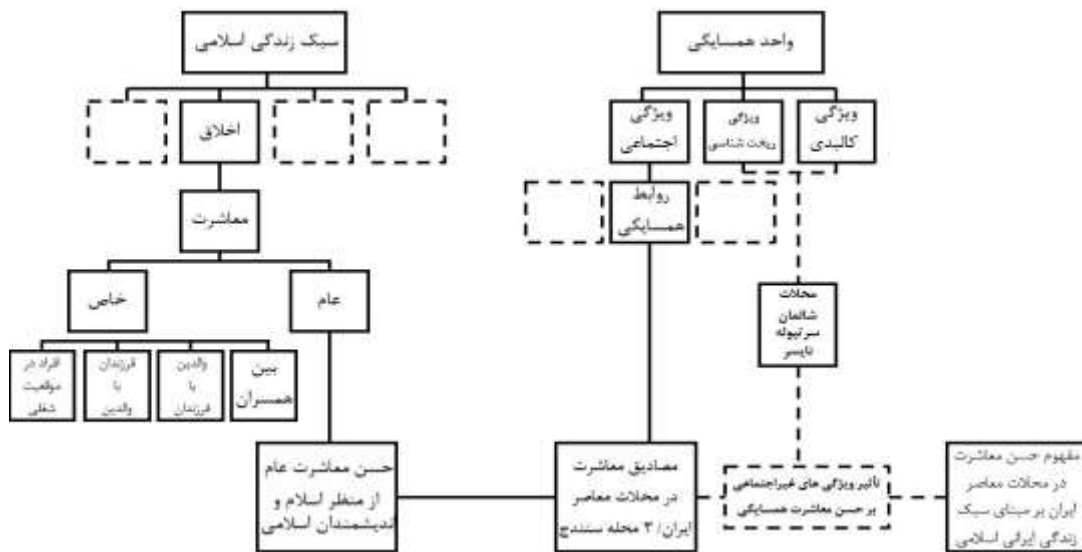 واحد همسایگی
سبک زندگی اسلامی
ویژگی
کالبدی
ویژگی
ریخت شناسی
ویژگی
اجتماعی
اخلاق
روابط
همسایگی
معاشرت
محلات
شالمان
سرتپوله
نایسر
عام
خاص
بین
همسران
والدین
با
فرزندان
فرزندان
با
والدین
افراد در
موقعیت
شغلی
مفهوم حسن معاشرت
در محلات معاصر
ایران بر مبنای سبک
زندگی ایرانی اسلامی
تأثیر ویژگی های غیراجتماعی
بر حسن معاشرت همسایگی
مصادیق معاشرت
در محلات معاصر
ایران/ ۳ محله سنندج
حسن معاشرت عام
از منظر اسلام و
اندیشمندان اسلامی